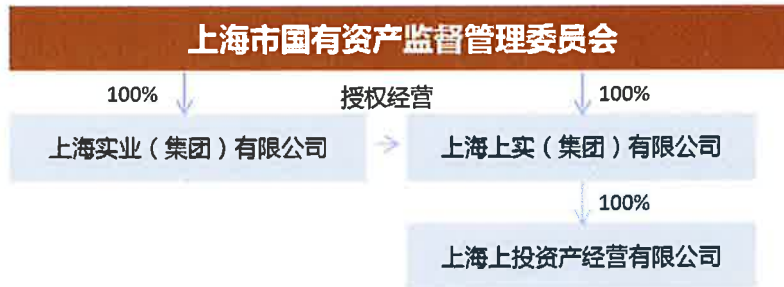 上海市国有资产监督管理委员会
100%
授权经营
100%
上海实业（集团）有限公司
上海上实（集团）有限公司
100%
上海上投资产经营有限公司